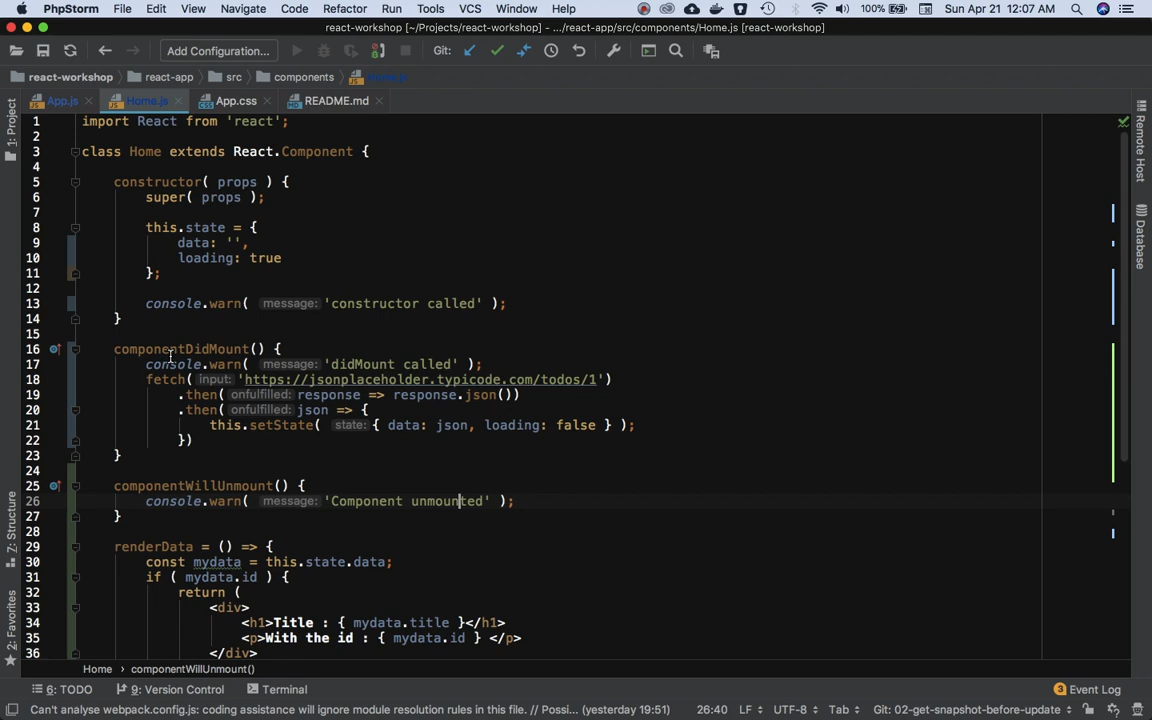 PhpStorm File Edit View Navigate Code Refactor Run Tools VCS Window Help 100% Sun Apr 21 12:07 AM
react-workshop [~/Projects/react-workshop] - .../react-app/src/components/Home.js [react-workshop]
Add Configuration... Git:
react-workshop react-app src components Home.js
App.js Home.js App.css README.md
1: Project
Remote Host
Database
1 import React from 'react';
2
3 class Home extends React.Component {
4
5 constructor( props ) {
6 super( props );
7
8 this.state = {
9 data: '',
10 loading: true
11 };
12
13 console.warn( message: 'constructor called' );
14 }
15
16 componentDidMount() {
17 console.warn( message: 'didMount called' );
18 fetch( input: 'https://jsonplaceholder.typicode.com/todos/1')
19 .then( onfulfilled: response => response.json())
20 .then( onfulfilled: json => {
21 this.setState( state: { data: json, loading: false } );
22 })
23 }
24
25 componentWillUnmount() {
26 console.warn( message: 'Component unmounted' );
27 }
28
29 renderData = () => {
30 const mydata = this.state.data;
31 if ( mydata.id ) {
32 return (
33 <div>
34 <h1>Title : { mydata.title }</h1>
35 <p>With the id : { mydata.id } </p>
36 </div>
Z: Structure
2: Favorites
Home › componentWillUnmount()
6: TODO 9: Version Control Terminal 3 Event Log
Can't analyse webpack.config.js: coding assistance will ignore module resolution rules in this file. // Possi... (yesterday 19:51) 26:40 LF UTF-8 Tab Git: 02-get-snapshot-before-update